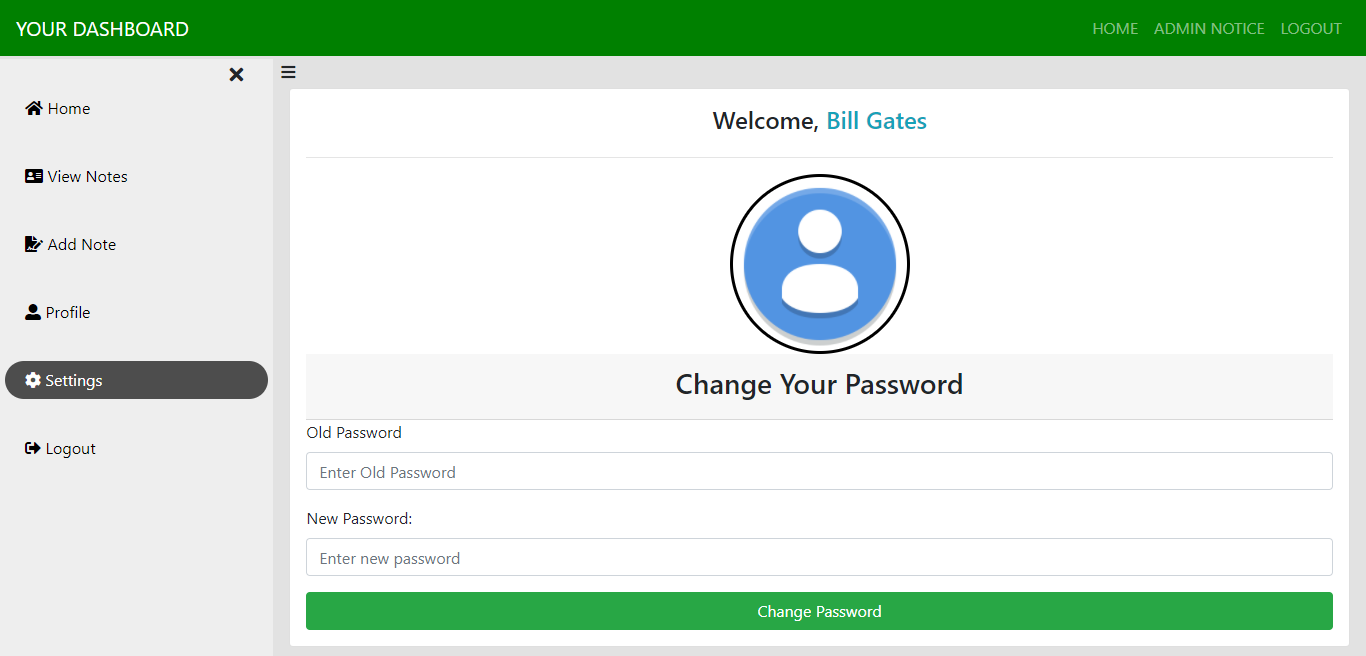 YOUR DASHBOARD
HOME ADMIN NOTICE LOGOUT
Home
View Notes
Add Note
Profile
Settings
Logout
Welcome, Bill Gates
Change Your Password
Old Password
Enter Old Password
New Password:
Enter new password
Change Password